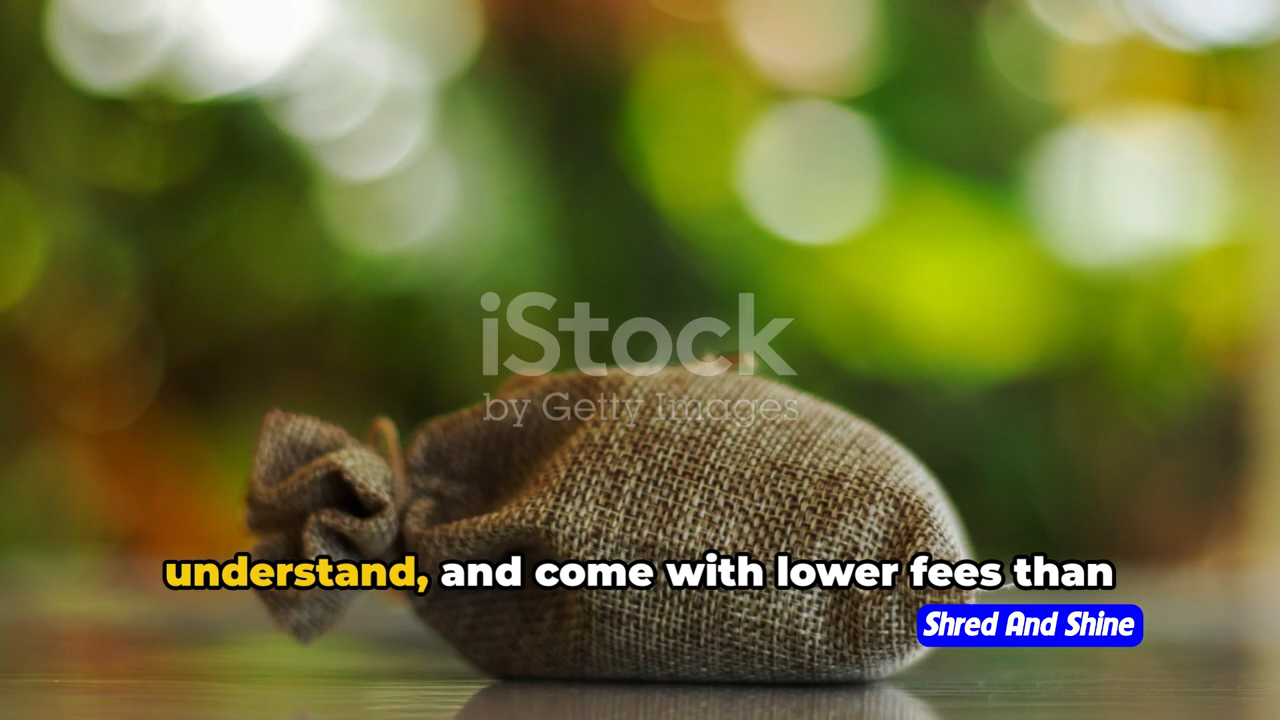 iStock
by Getty Images
understand, and come with lower fees than
Shred And Shine